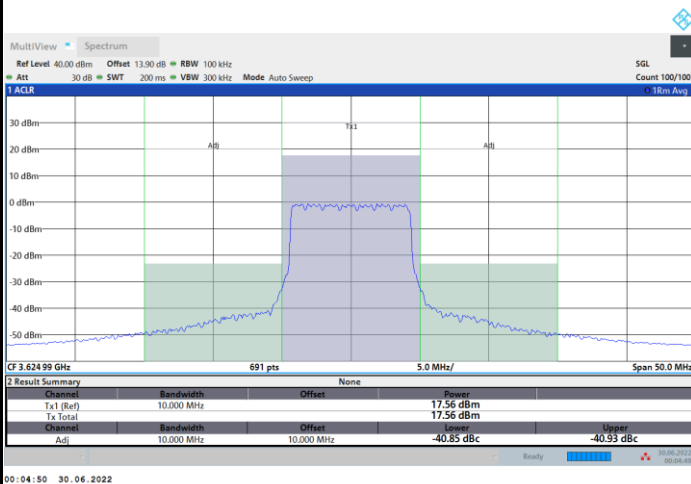 MultiView Spectrum
Ref Level 40.00 dBm Offset 13.90 dB RBW 100 kHz SGL
Att 30 dB SWT 200 ms VBW 300 kHz Mode Auto Sweep Count 100/100
1 ACLR 1Rm Avg
30 dBm
Tx1
20 dBm
Adj Adj
10 dBm
0 dBm
-10 dBm
-20 dBm
-30 dBm
-40 dBm
-50 dBm
CF 3.624 99 GHz 691 pts 5.0 MHz/ Span 50.0 MHz
2 Result Summary None
Channel Bandwidth Offset Power
Tx1 (Ref) 10.000 MHz 17.56 dBm
Tx Total 17.56 dBm
Channel Bandwidth Offset Lower Upper
Adj 10.000 MHz 10.000 MHz -40.85 dBc -40.93 dBc
Ready 30.06.2022
00:04:49
00:04:50 30.06.2022